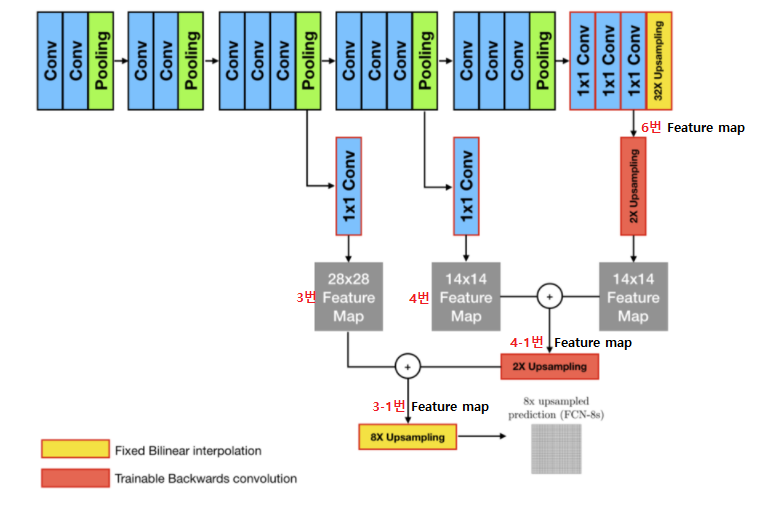 Conv
Conv
Pooling
Conv
Conv
Pooling
Conv
Conv
Conv
Pooling
Conv
Conv
Conv
Pooling
Conv
Conv
Conv
Pooling
1x1 Conv
1x1 Conv
1x1 Conv
32X Upsampling
6번 Feature map
1x1 Conv
1x1 Conv
2X Upsampling
3번
28x28
Feature
Map
4번
14x14
Feature
Map
14x14
Feature
Map
+
4-1번 Feature map
+
2X Upsampling
3-1번 Feature map
8x upsampled
prediction (FCN-8s)
8X Upsampling
Fixed Bilinear interpolation
Trainable Backwards convolution